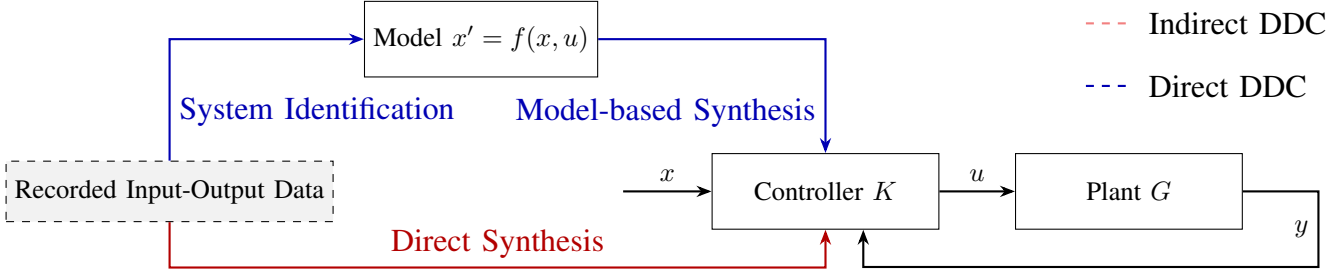 Model x′ = f(x, u)
Indirect DDC
Direct DDC
System Identification
Model-based Synthesis
Recorded Input-Output Data
x
Controller K
u
Plant G
y
Direct Synthesis